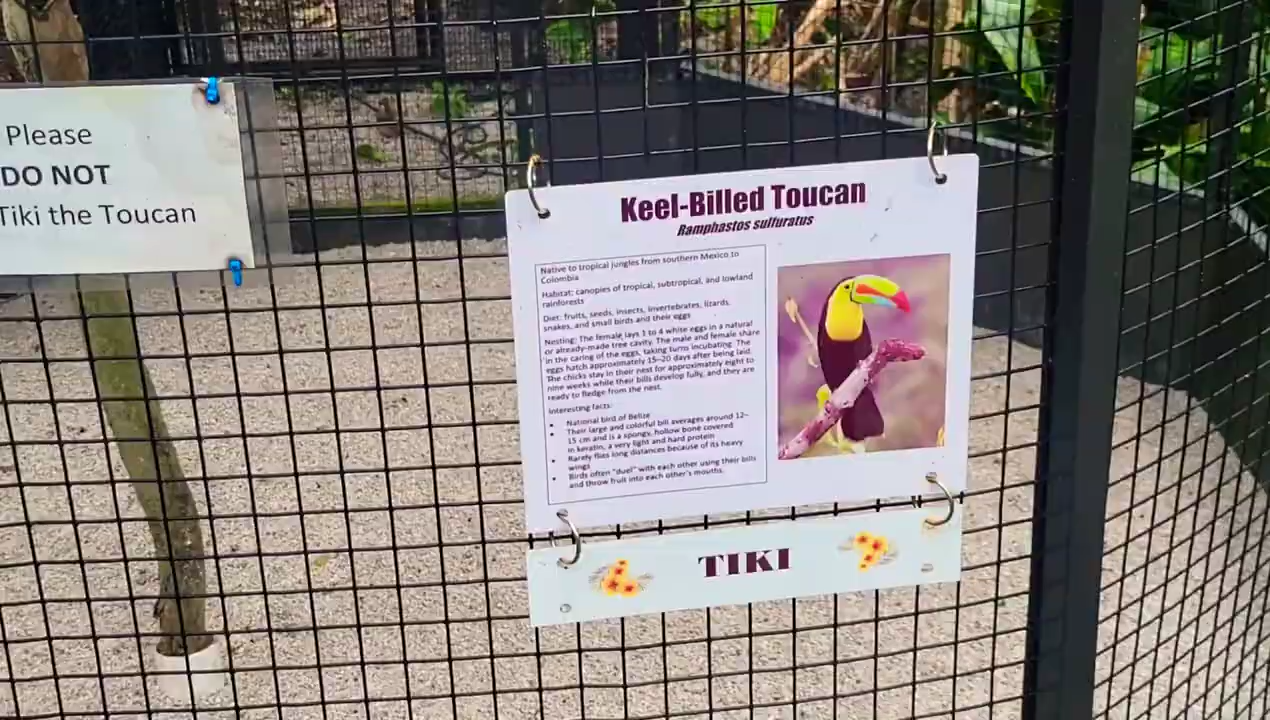 Please
DO NOT
Tiki the Toucan
Keel-Billed Toucan
Ramphastos sulfuratus
Native to tropical jungles from southern Mexico to
Colombia
Habitat: canopies of tropical, subtropical, and lowland
rainforests
Diet: fruits, seeds, insects, invertebrates, lizards,
snakes, and small birds and their eggs
Nesting: The female lays 1 to 4 white eggs in a natural
or already-made tree cavity. The male and female share
in the caring of the eggs, taking turns incubating. The
eggs hatch approximately 15–20 days after being laid.
The chicks stay in their nest for approximately eight to
nine weeks while their bills develop fully, and they are
ready to fledge from the nest.
Interesting facts:
• National bird of Belize
• Their large and colorful bill averages around 12–
15 cm and is a spongy, hollow bone covered
in keratin, a very light and hard protein
• Rarely flies long distances because of its heavy
wings
• Birds often "duel" with each other using their bills
and throw fruit into each other's mouths.
TIKI